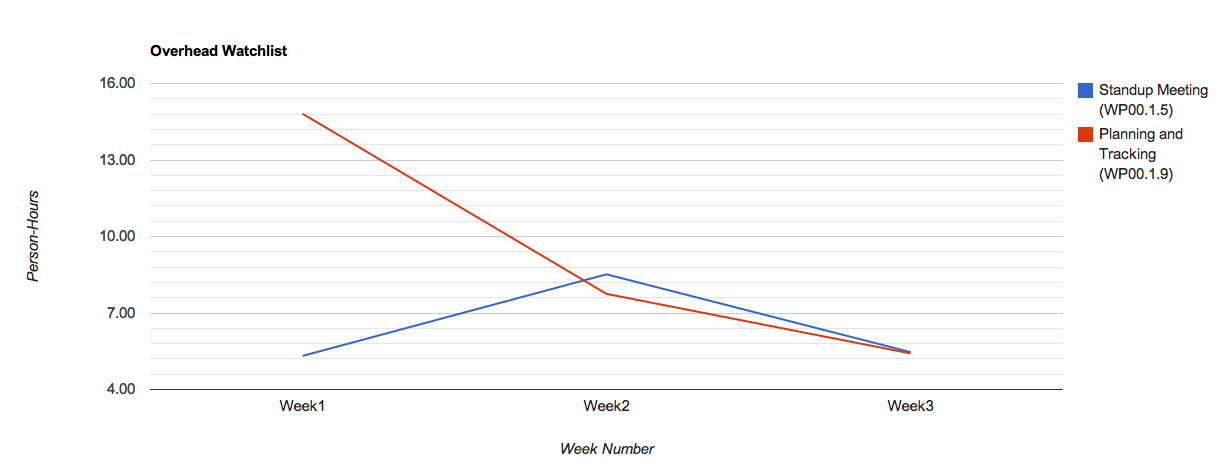 Overhead Watchlist
16.00
13.00
10.00
7.00
4.00
Person-Hours
Week1
Week2
Week3
Week Number
Standup Meeting
(WP00.1.5)
Planning and
Tracking
(WP00.1.9)